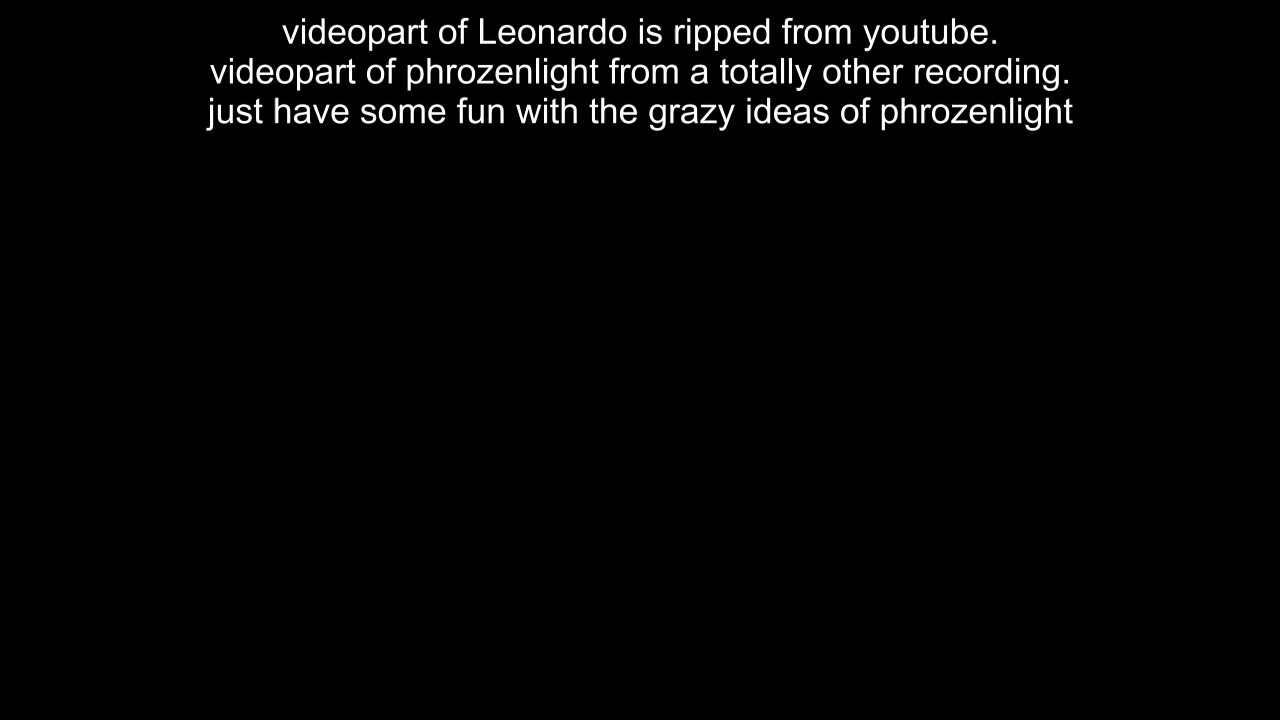 videopart of Leonardo is ripped from youtube.
videopart of phrozenlight from a totally other recording.
just have some fun with the grazy ideas of phrozenlight